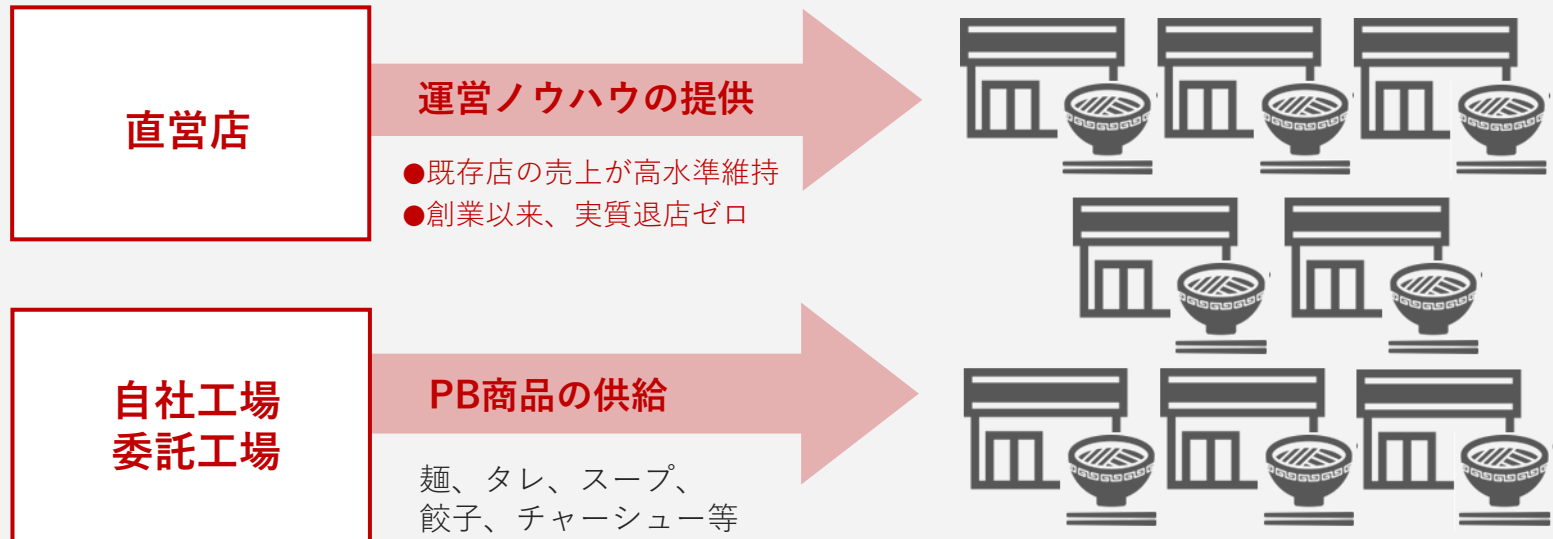 直営店
運営ノウハウの提供
●既存店の売上が高水準維持
●創業以来、実質退店ゼロ
自社工場
委託工場
PB商品の供給
麺、タレ、スープ、
餃子、チャーシュー等